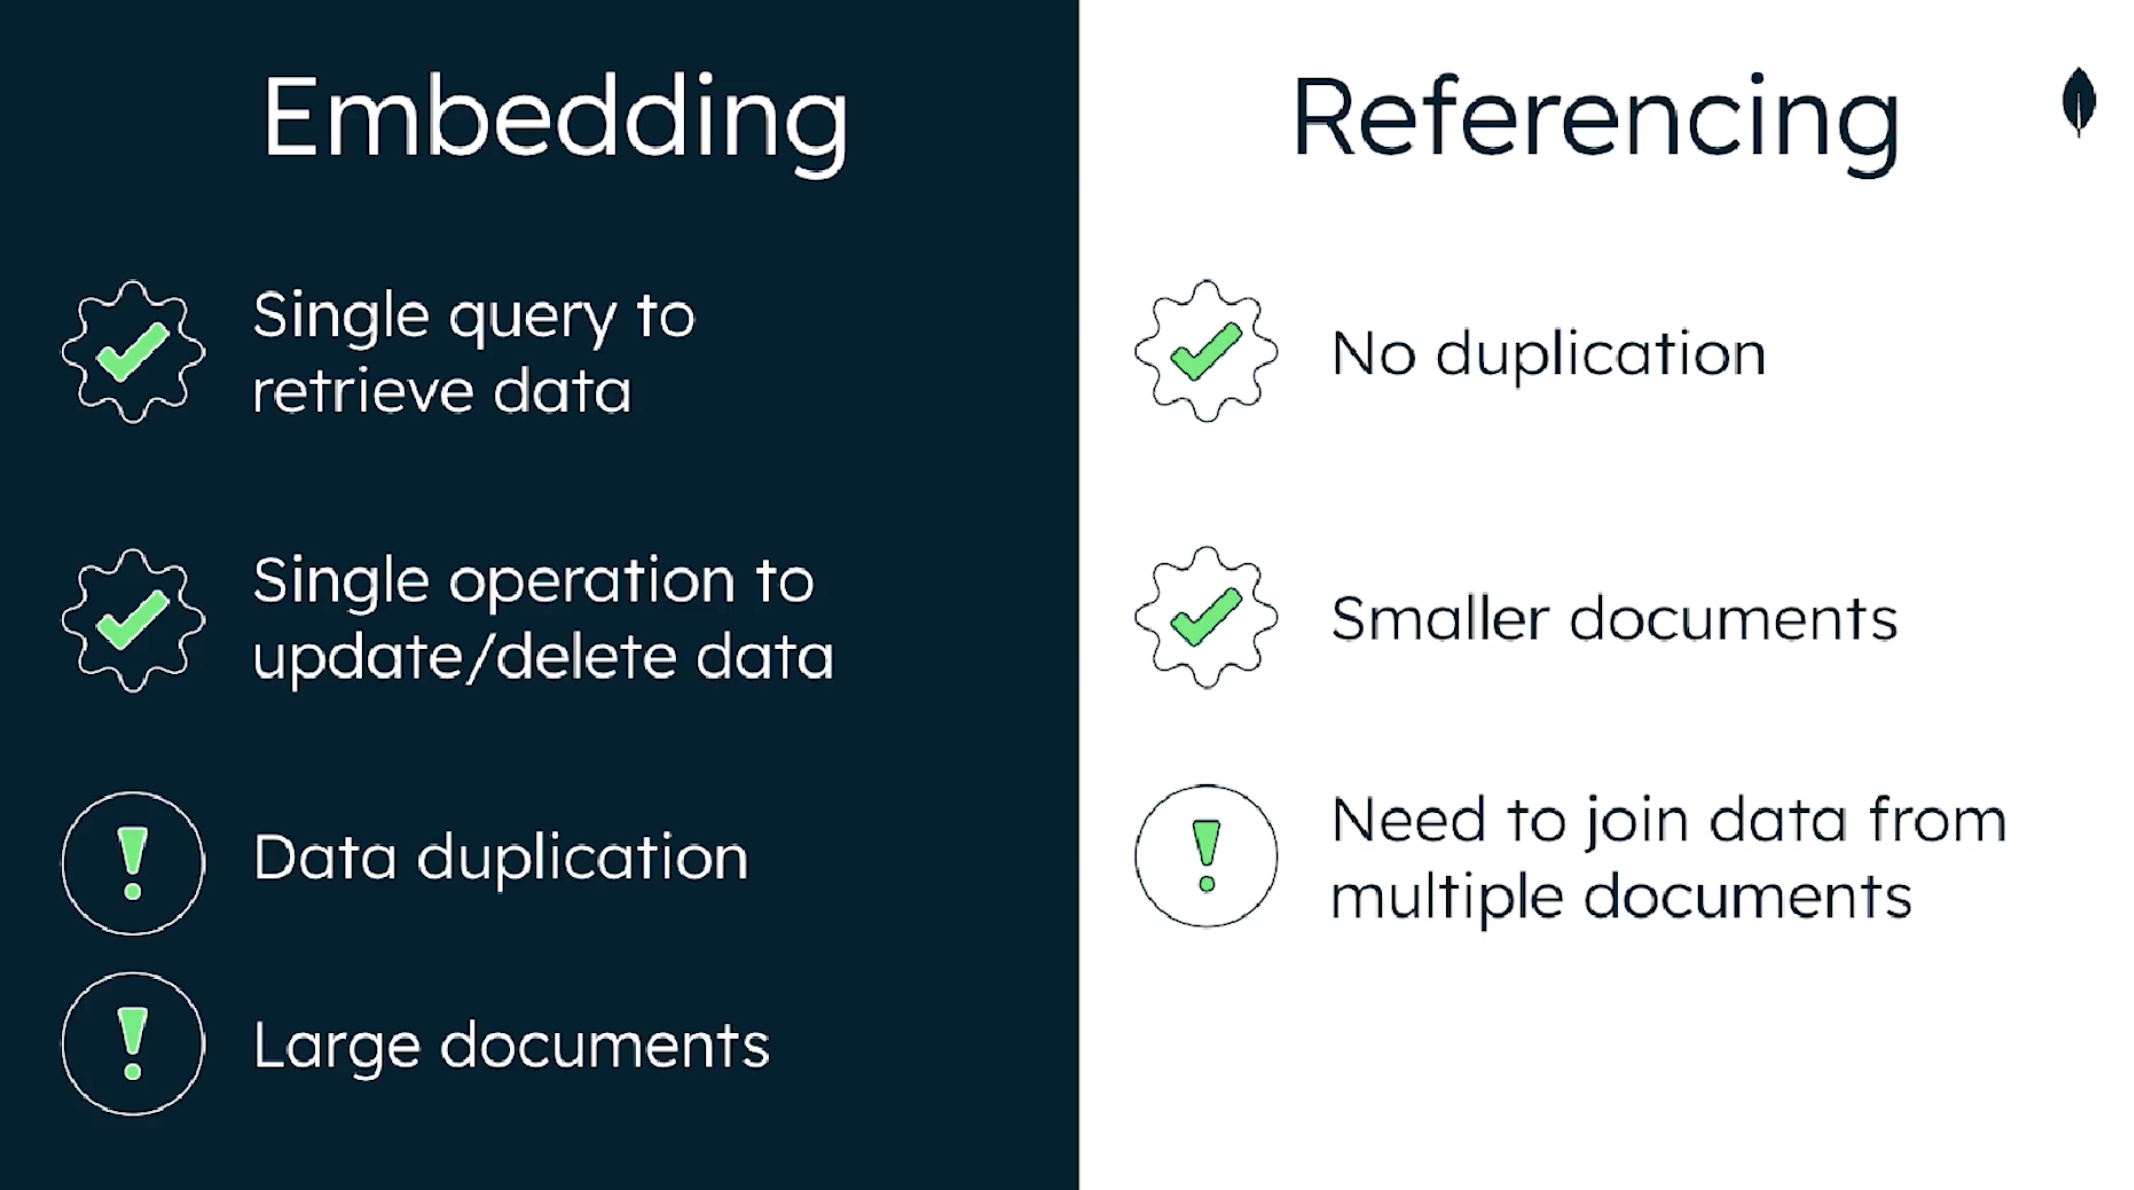 Embedding
Single query to
retrieve data
Single operation to
update/delete data
Data duplication
Large documents
Referencing
No duplication
Smaller documents
Need to join data from
multiple documents